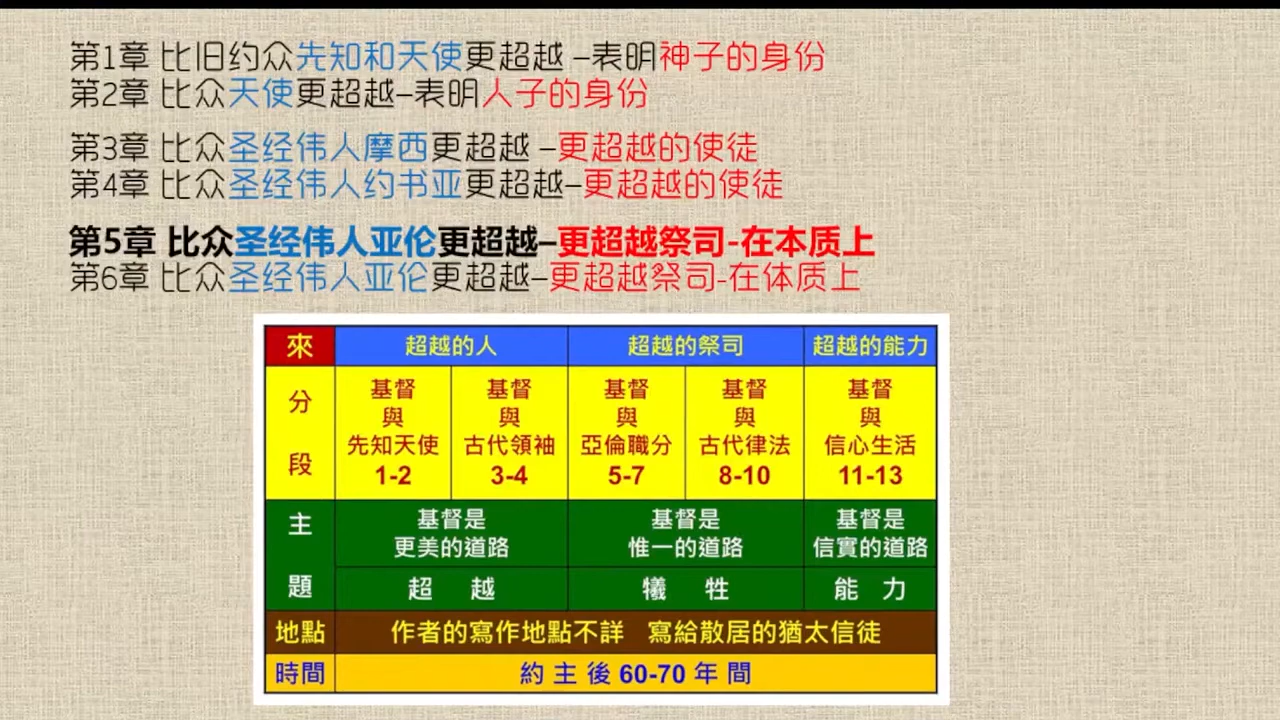 第1章 比旧约众先知和天使更超越 –表明神子的身份
第2章 比众天使更超越–表明人子的身份
第3章 比众圣经伟人摩西更超越 –更超越的使徒
第4章 比众圣经伟人约书亚更超越–更超越的使徒
第5章 比众圣经伟人亚伦更超越–更超越祭司-在本质上
第6章 比众圣经伟人亚伦更超越–更超越祭司-在体质上
來 超越的人 超越的祭司 超越的能力
分段
基督
與
先知天使
1-2
基督
與
古代領袖
3-4
基督
與
亞倫職分
5-7
基督
與
古代律法
8-10
基督
與
信心生活
11-13
主題
基督是
更美的道路
基督是
惟一的道路
基督是
信實的道路
超 越 犧 牲 能 力
地點 作者的寫作地點不詳 寫給散居的猶太信徒
時間 約 主 後 60-70 年 間